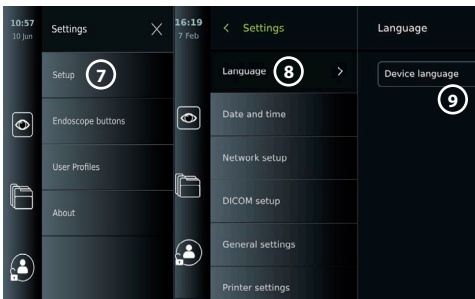 10:57
10 Jun
Settings
Setup 7
Endoscope buttons
User Profiles
About
16:19
7 Feb
Settings
Language 8
Date and time
Network setup
DICOM setup
General settings
Printer settings
Language
Device language
9